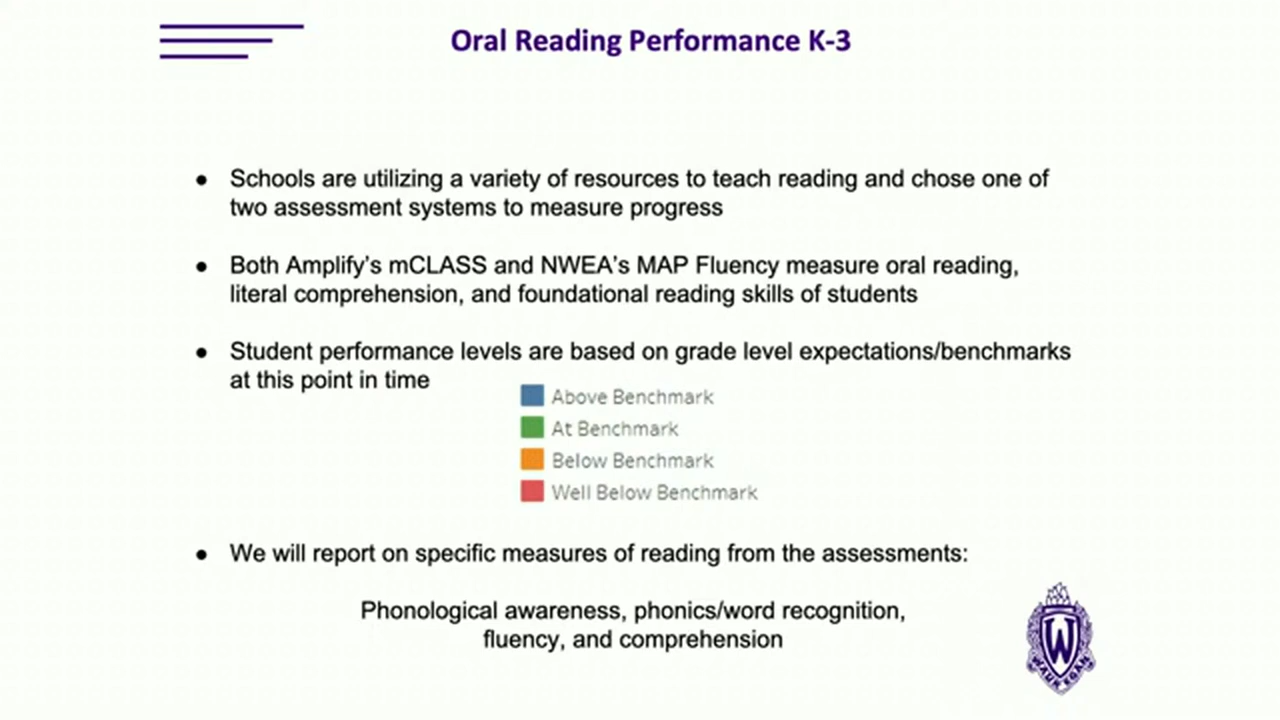 Oral Reading Performance K-3
● Schools are utilizing a variety of resources to teach reading and chose one of
two assessment systems to measure progress
● Both Amplify's mCLASS and NWEA's MAP Fluency measure oral reading,
literal comprehension, and foundational reading skills of students
● Student performance levels are based on grade level expectations/benchmarks
at this point in time
Above Benchmark
At Benchmark
Below Benchmark
Well Below Benchmark
● We will report on specific measures of reading from the assessments:
Phonological awareness, phonics/word recognition,
fluency, and comprehension
W
WAUKEGAN